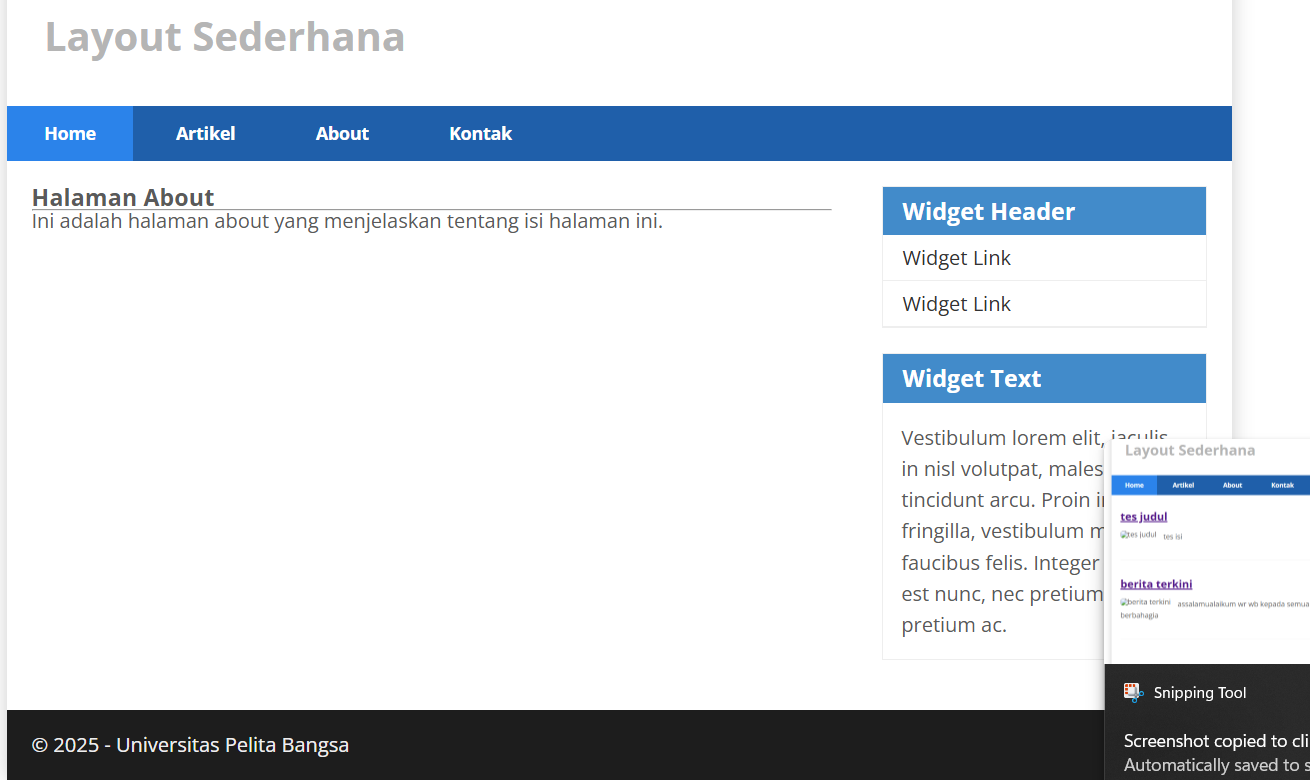 Layout Sederhana
Home Artikel About Kontak
Halaman About
Ini adalah halaman about yang menjelaskan tentang isi halaman ini.
Widget Header
Widget Link
Widget Link
Widget Text
Vestibulum lorem elit, iaculis
in nisl volutpat, males
tincidunt arcu. Proin i
fringilla, vestibulum m
faucibus felis. Integer
est nunc, nec pretium
pretium ac.
Layout Sederhana
Home Artikel About Kontak
tes judul
tes judul tes isi
berita terkini
berita terkini assalamualaikum wr wb kepada semua
berbahagia
Snipping Tool
Screenshot copied to cli
Automatically saved to s
© 2025 - Universitas Pelita Bangsa